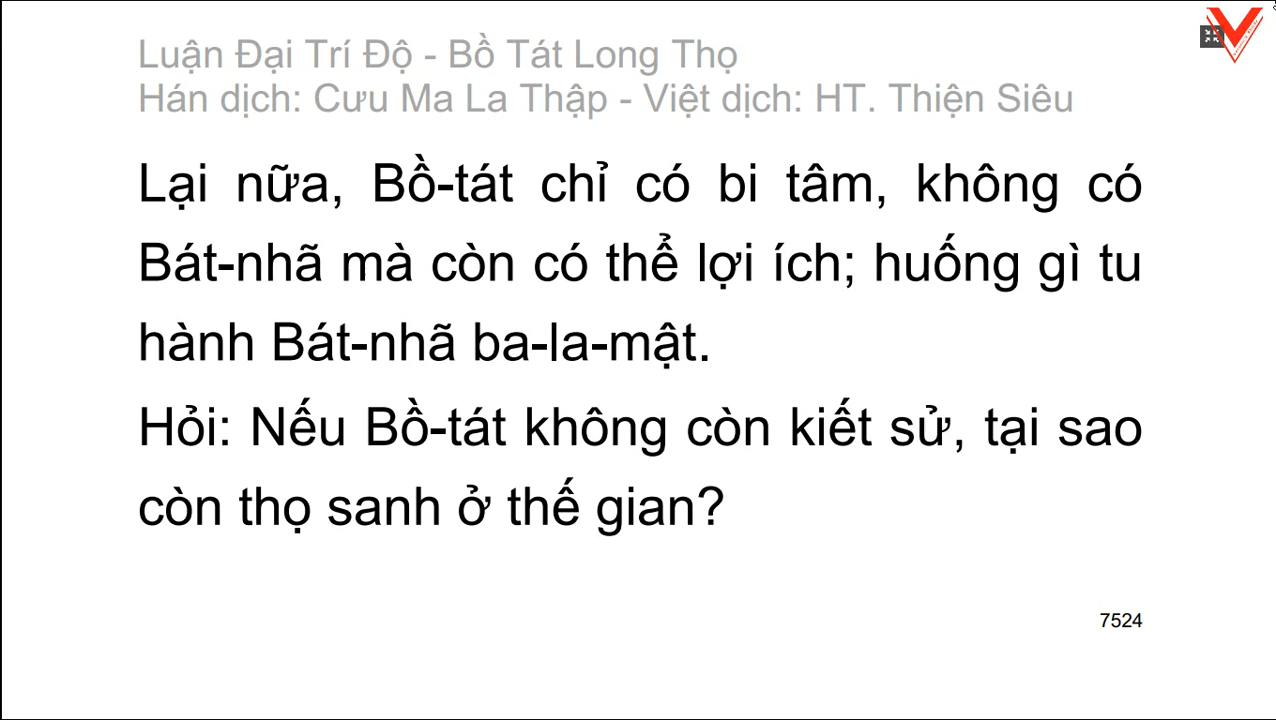 Luận Đại Trí Độ - Bồ Tát Long Thọ
Hán dịch: Cưu Ma La Thập - Việt dịch: HT. Thiện Siêu
Lại nữa, Bồ-tát chỉ có bi tâm, không có
Bát-nhã mà còn có thể lợi ích; huống gì tu
hành Bát-nhã ba-la-mật.
Hỏi: Nếu Bồ-tát không còn kiết sử, tại sao
còn thọ sanh ở thế gian?
7524